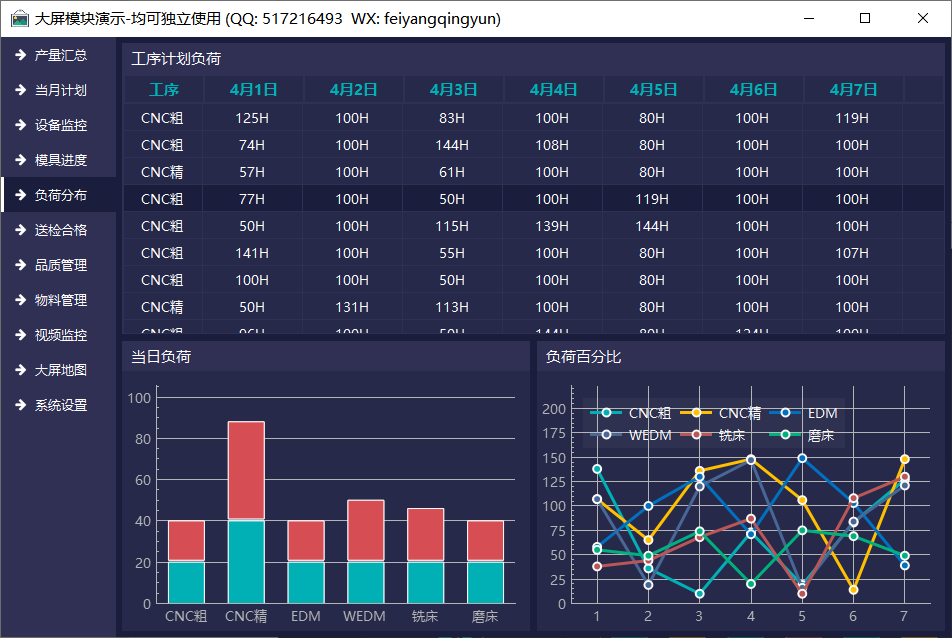 大屏模块演示-均可独立使用 (QQ: 517216493  WX: feiyangqingyun)
产量汇总
当月计划
设备监控
模具进度
负荷分布
送检合格
品质管理
物料管理
视频监控
大屏地图
系统设置
工序计划负荷
工序 4月1日 4月2日 4月3日 4月4日 4月5日 4月6日 4月7日
CNC粗 125H 100H 83H 100H 80H 100H 119H
CNC粗 74H 100H 144H 108H 80H 100H 100H
CNC精 57H 100H 61H 100H 80H 100H 100H
CNC粗 77H 100H 50H 100H 119H 100H 100H
CNC粗 50H 100H 115H 139H 144H 100H 100H
CNC粗 141H 100H 55H 100H 80H 100H 107H
CNC粗 100H 100H 50H 100H 80H 100H 100H
CNC精 50H 131H 113H 100H 80H 100H 100H
当日负荷
100
80
60
40
20
0
CNC粗 CNC精 EDM WEDM 铣床 磨床
负荷百分比
CNC粗 CNC精 EDM
WEDM 铣床 磨床
200
175
150
125
100
75
50
25
0
1 2 3 4 5 6 7